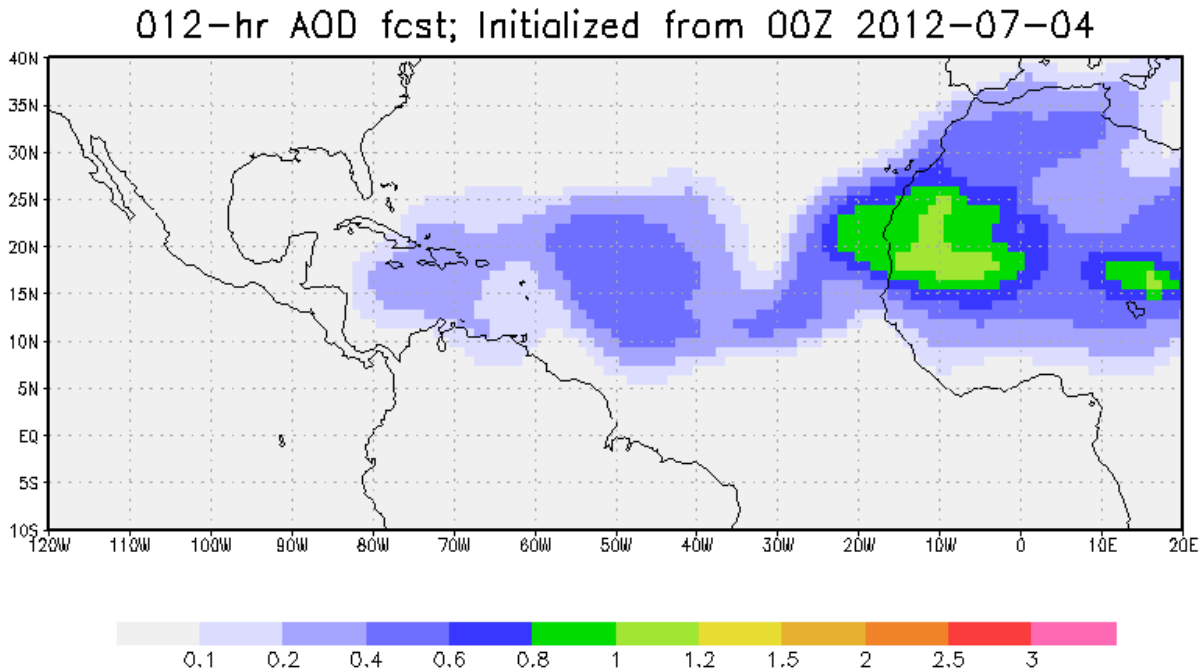 012-hr AOD fcst; Initialized from 00Z 2012-07-04
40N
35N
30N
25N
20N
15N
10N
5N
EQ
5S
10S
120W 110W 100W 90W 80W 70W 60W 50W 40W 30W 20W 10W 0 10E 20E
0.1 0.2 0.4 0.6 0.8 1 1.2 1.5 2 2.5 3